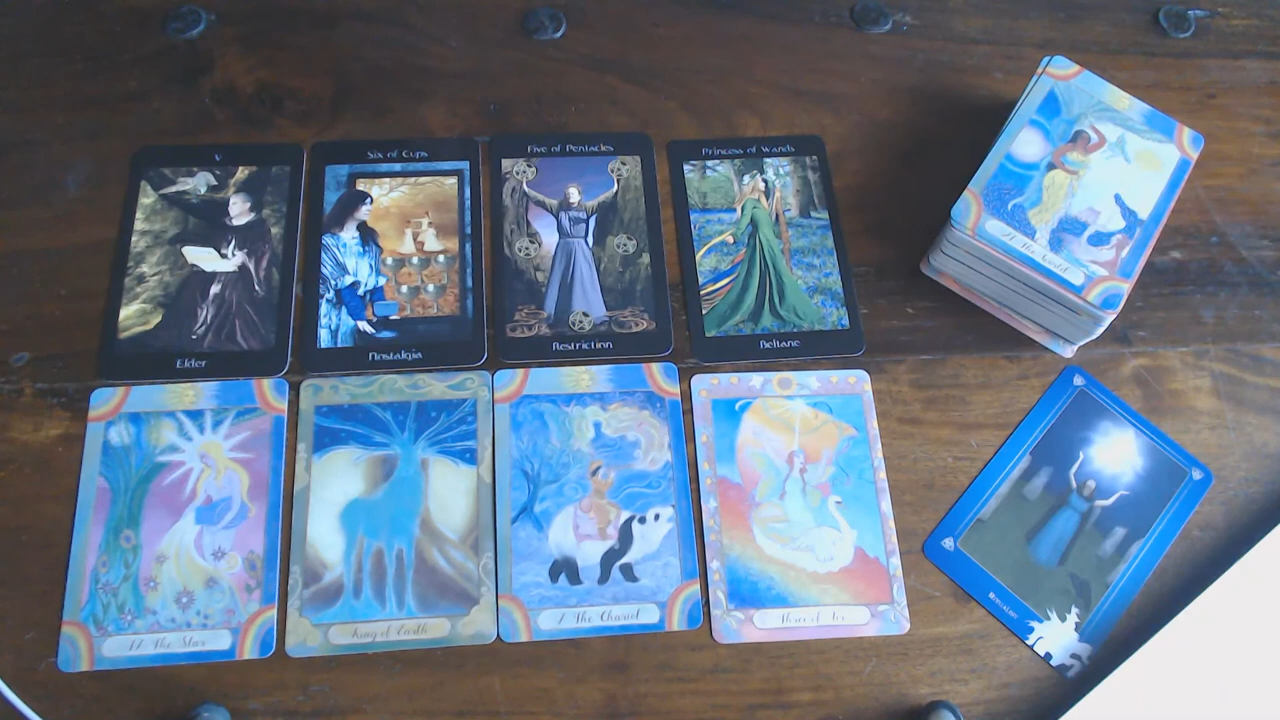 V
Elder
Six of Cups
Nostalgia
Five of Pentacles
Restriction
Princess of Wands
Beltane
21 The World
17 The Star
King of Earth
7 The Chariot
Three of Air
Ritualist